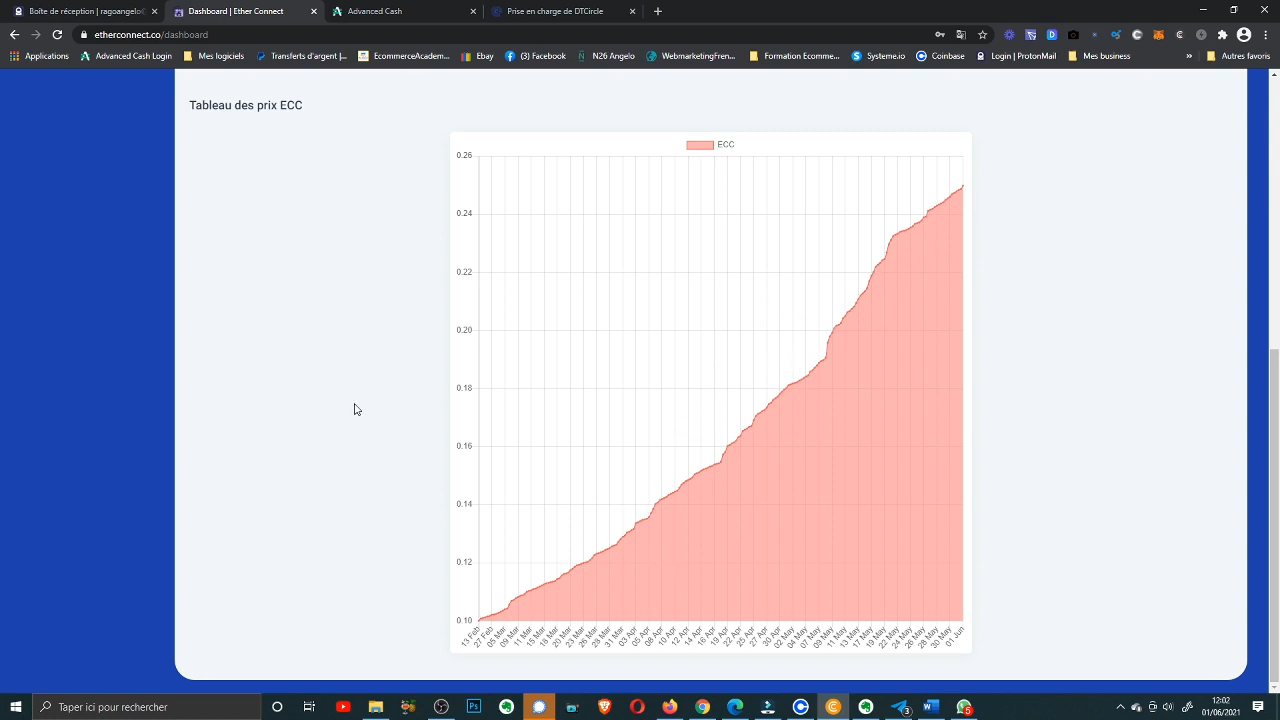 Boîte de réception | ragoangelo
Dashboard | Ether Connect
Advanced Cash
Prise en charge de DTCircle
etherconnect.co/dashboard
Applications
Advanced Cash Login
Mes logiciels
Transferts d'argent |...
EcommerceAcadem...
Ebay
(3) Facebook
N26 Angelo
WebmarketingFren...
Formation Ecomme...
Systeme.io
Coinbase
Login | ProtonMail
Mes business
»
Autres favoris
Tableau des prix ECC
ECC
0.26
0.24
0.22
0.20
0.18
0.16
0.14
0.12
0.10
13 Feb
27 Feb
05 Mar
09 Mar
11 Mar
15 Mar
18 Mar
20 Mar
23 Mar
26 Mar
28 Mar
31 Mar
03 Apr
05 Apr
08 Apr
10 Apr
12 Apr
14 Apr
16 Apr
19 Apr
22 Apr
25 Apr
27 Apr
30 Apr
02 May
04 May
07 May
09 May
11 May
13 May
17 May
19 May
22 May
24 May
26 May
28 May
30 May
01 Jun
Taper ici pour rechercher
Ps
3
5
12:02
01/06/2021